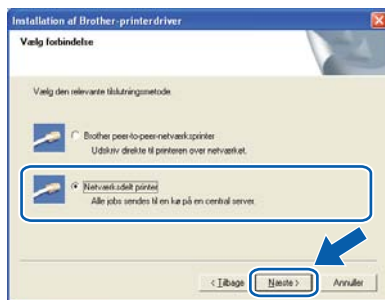 Installation af Brother-printerdriver
Vælg forbindelse
Vælg den relevante tilslutningsmetode.
Brother peer-to-peer-netværksprinter
Udskriv direkte til printeren over netværket.
Netværksdelt printer
Alle jobs sendes til en kø på en central server.
< Tilbage
Næste >
Annuller